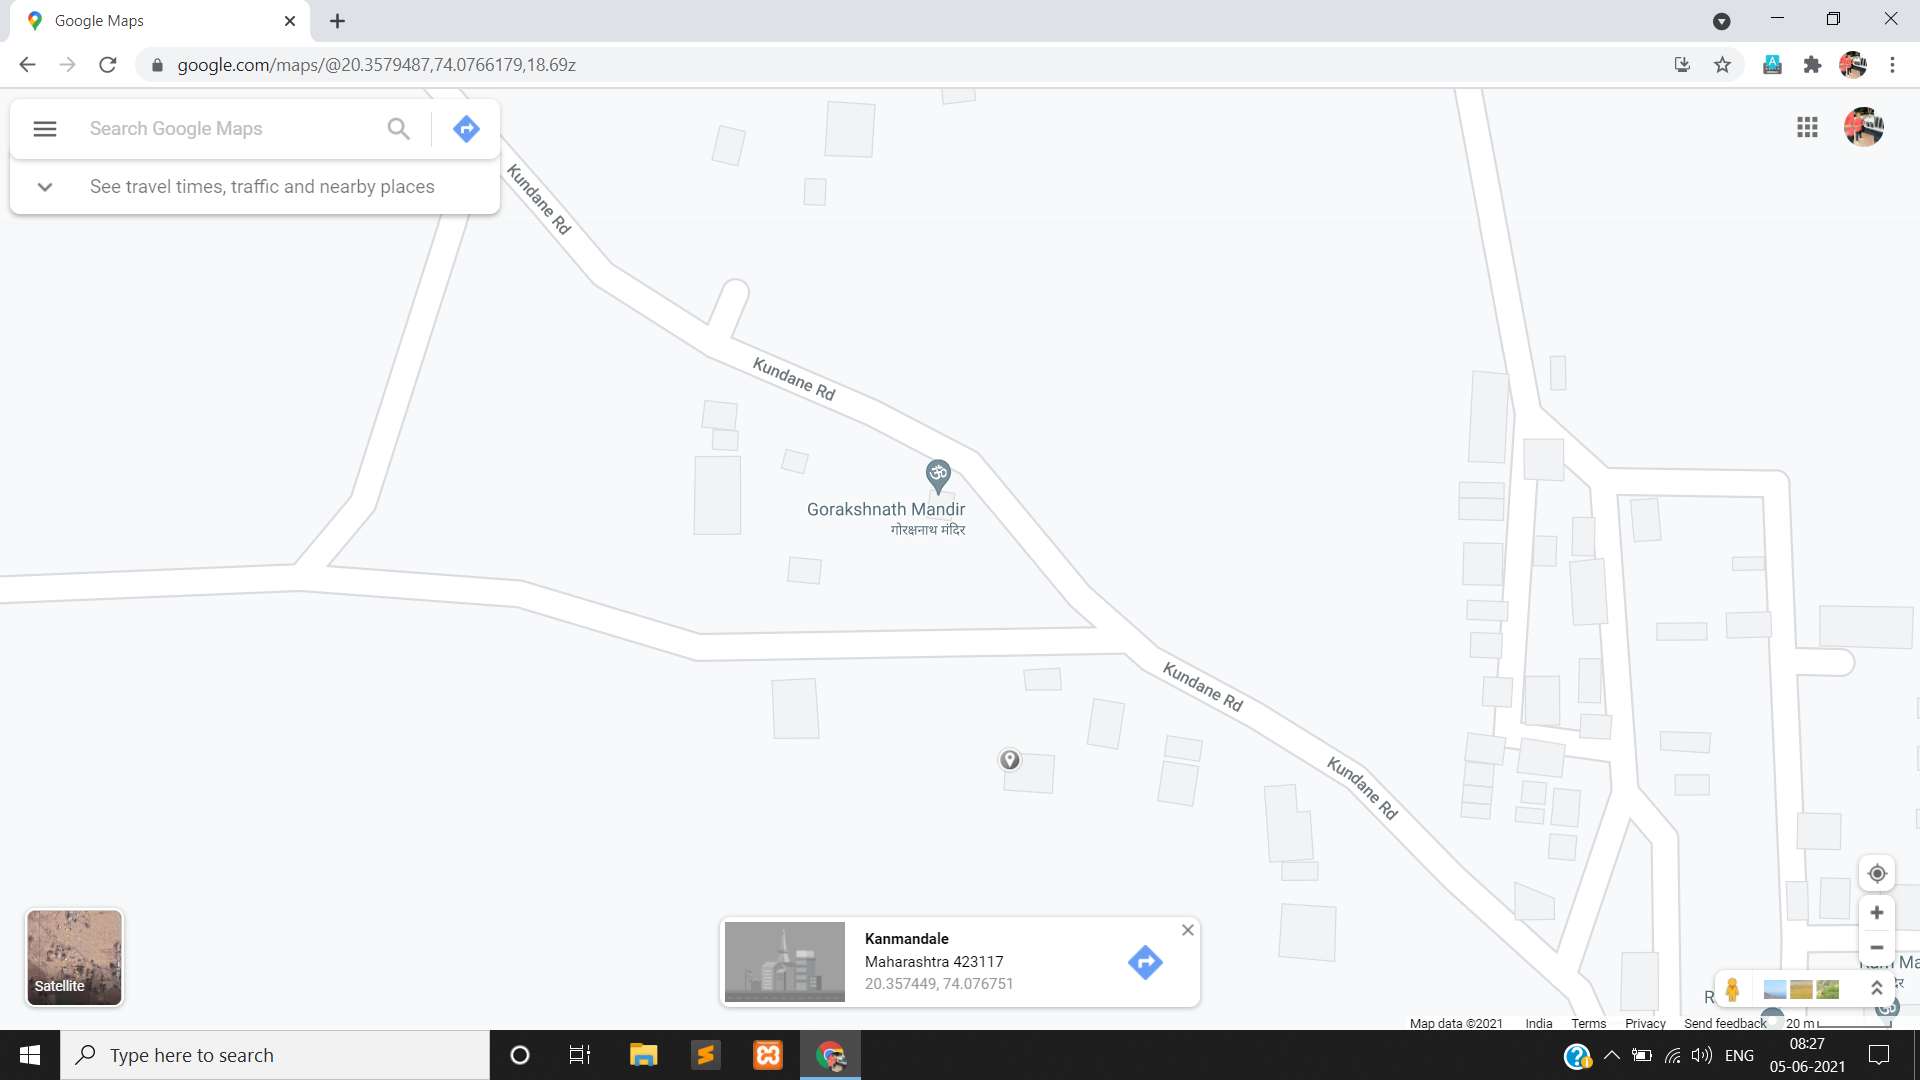 Google Maps
google.com/maps/@20.3579487,74.0766179,18.69z
Search Google Maps
See travel times, traffic and nearby places
Kundane Rd
Kundane Rd
Gorakshnath Mandir
गोरक्षनाथ मंदिर
Kundane Rd
Kundane Rd
Kanmandale
Maharashtra 423117
20.357449, 74.076751
Satellite
Map data ©2021 India Terms Privacy Send feedback 20 m
Type here to search
ENG
08:27
05-06-2021